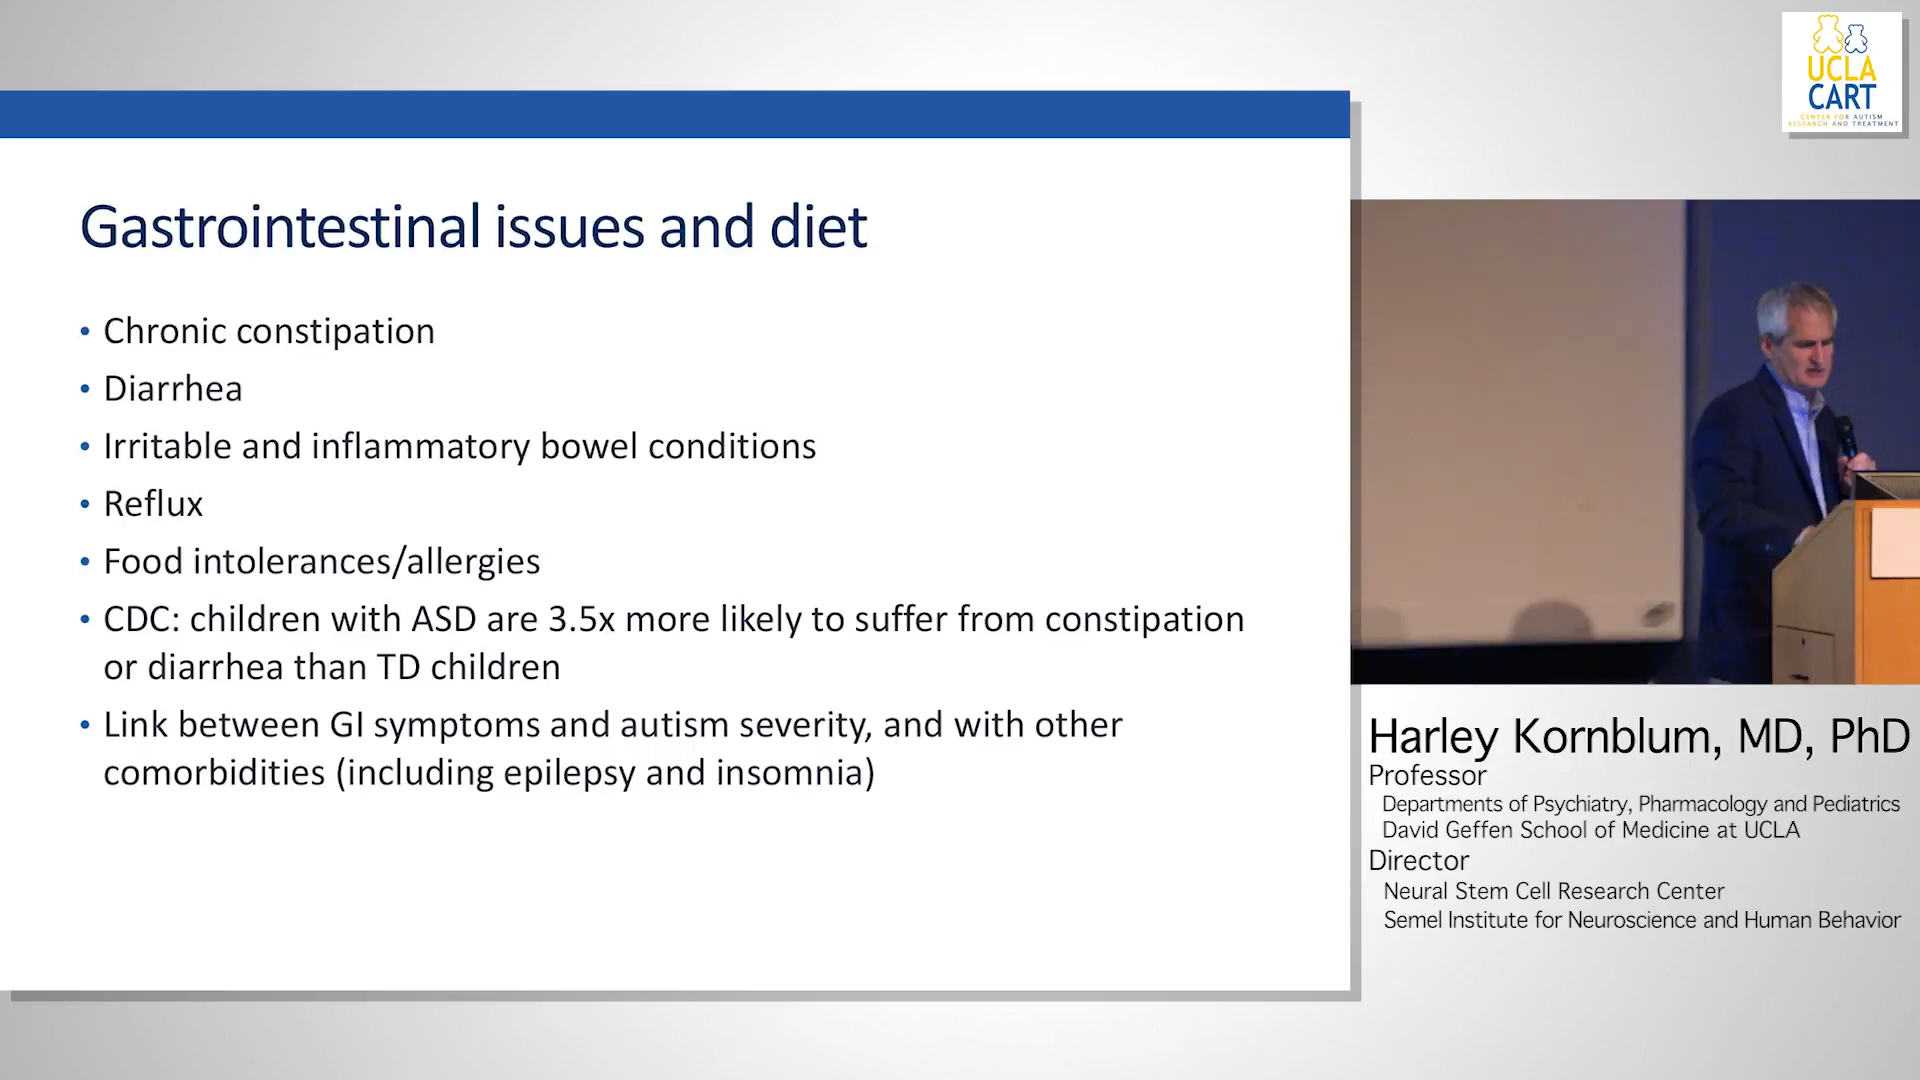 UCLA
CART
CENTER FOR AUTISM
RESEARCH AND TREATMENT
Gastrointestinal issues and diet
• Chronic constipation
• Diarrhea
• Irritable and inflammatory bowel conditions
• Reflux
• Food intolerances/allergies
• CDC: children with ASD are 3.5x more likely to suffer from constipation
or diarrhea than TD children
• Link between GI symptoms and autism severity, and with other
comorbidities (including epilepsy and insomnia)
Harley Kornblum, MD, PhD
Professor
Departments of Psychiatry, Pharmacology and Pediatrics
David Geffen School of Medicine at UCLA
Director
Neural Stem Cell Research Center
Semel Institute for Neuroscience and Human Behavior